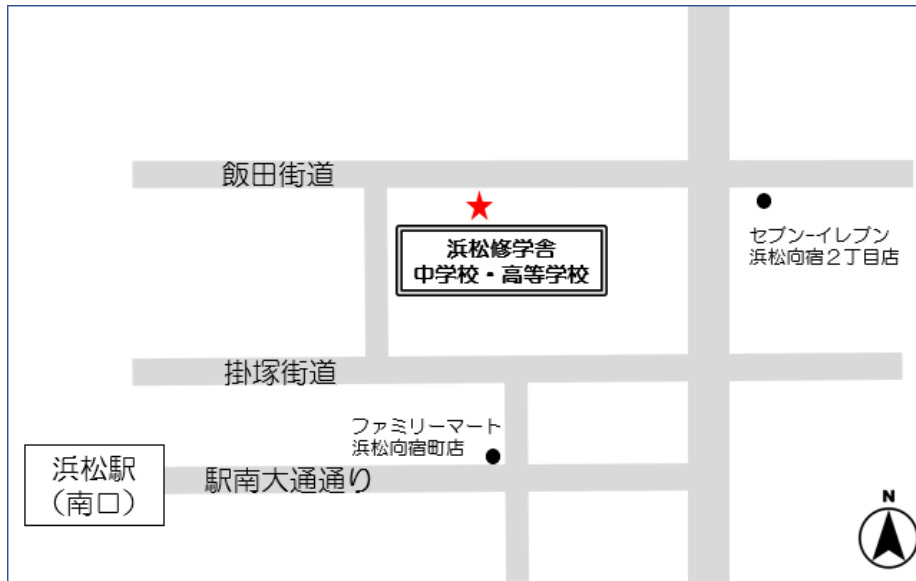 飯田街道
浜松修学舎
中学校・高等学校
セブン-イレブン
浜松向宿２丁目店
掛塚街道
ファミリーマート
浜松向宿町店
浜松駅
（南口）
駅南大通通り
N